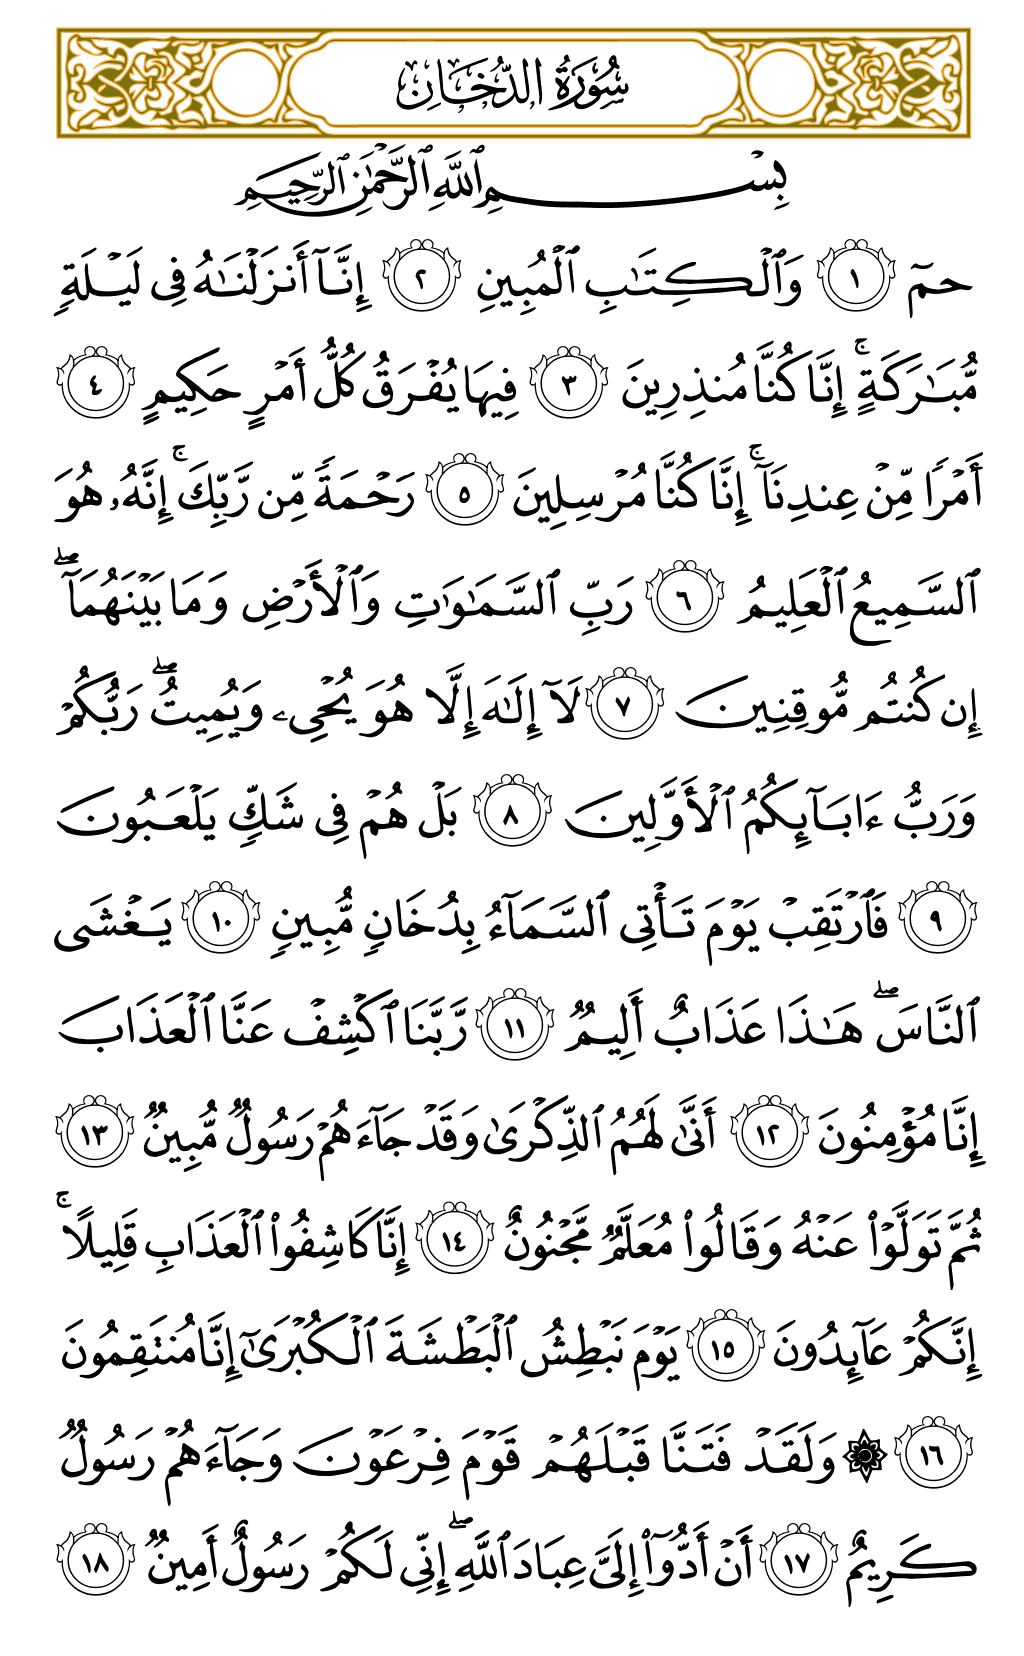 سُورَةُ الدُّخَانِ
بِسْمِ ٱللَّهِ ٱلرَّحْمَٰنِ ٱلرَّحِيمِ
حمٓ ١ وَٱلْكِتَٰبِ ٱلْمُبِينِ ٢ إِنَّآ أَنزَلْنَٰهُ فِى لَيْلَةٍ
مُّبَٰرَكَةٍ ۚ إِنَّا كُنَّا مُنذِرِينَ ٣ فِيهَا يُفْرَقُ كُلُّ أَمْرٍ حَكِيمٍ ٤
أَمْرًا مِّنْ عِندِنَآ ۚ إِنَّا كُنَّا مُرْسِلِينَ ٥ رَحْمَةً مِّن رَّبِّكَ ۚ إِنَّهُۥ هُوَ
ٱلسَّمِيعُ ٱلْعَلِيمُ ٦ رَبِّ ٱلسَّمَٰوَٰتِ وَٱلْأَرْضِ وَمَا بَيْنَهُمَآ ۖ
إِن كُنتُم مُّوقِنِينَ ٧ لَآ إِلَٰهَ إِلَّا هُوَ يُحْىِۦ وَيُمِيتُ ۖ رَبُّكُمْ
وَرَبُّ ءَابَآئِكُمُ ٱلْأَوَّلِينَ ٨ بَلْ هُمْ فِى شَكٍّ يَلْعَبُونَ
٩ فَٱرْتَقِبْ يَوْمَ تَأْتِى ٱلسَّمَآءُ بِدُخَانٍ مُّبِينٍ ١٠ يَغْشَى
ٱلنَّاسَ ۖ هَٰذَا عَذَابٌ أَلِيمٌ ١١ رَّبَّنَا ٱكْشِفْ عَنَّا ٱلْعَذَابَ
إِنَّا مُؤْمِنُونَ ١٢ أَنَّىٰ لَهُمُ ٱلذِّكْرَىٰ وَقَدْ جَآءَهُمْ رَسُولٌ مُّبِينٌ ١٣
ثُمَّ تَوَلَّوْا۟ عَنْهُ وَقَالُوا۟ مُعَلَّمٌ مَّجْنُونٌ ١٤ إِنَّا كَاشِفُوا۟ ٱلْعَذَابِ قَلِيلًا ۚ
إِنَّكُمْ عَآئِدُونَ ١٥ يَوْمَ نَبْطِشُ ٱلْبَطْشَةَ ٱلْكُبْرَىٰٓ إِنَّا مُنتَقِمُونَ
١٦ ۞ وَلَقَدْ فَتَنَّا قَبْلَهُمْ قَوْمَ فِرْعَوْنَ وَجَآءَهُمْ رَسُولٌ
كَرِيمٌ ١٧ أَنْ أَدُّوٓا۟ إِلَىَّ عِبَادَ ٱللَّهِ ۖ إِنِّى لَكُمْ رَسُولٌ أَمِينٌ ١٨